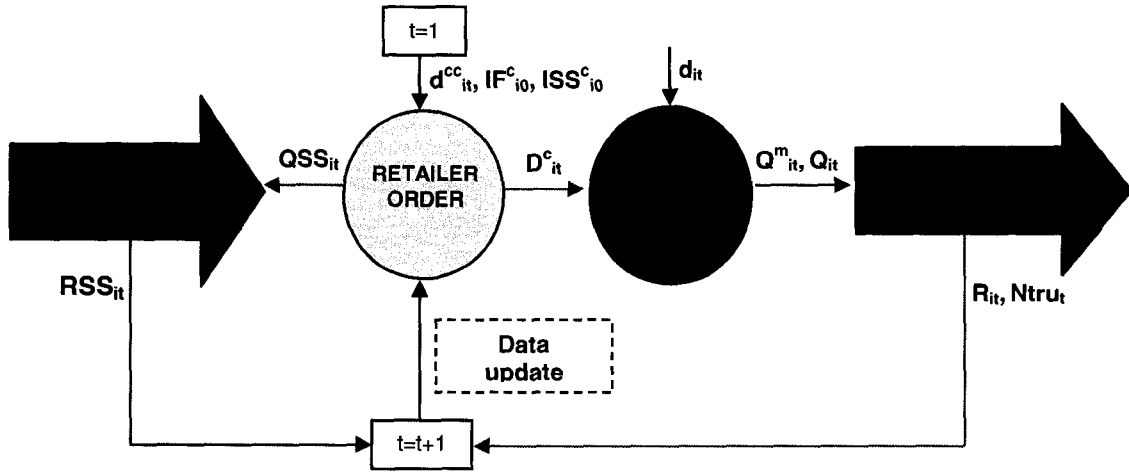 t=1
d^cc_it, IF^c_i0, ISS^c_i0
d_it
QSS_it
RETAILER
ORDER
D^c_it
Q^m_it, Q_it
RSS_it
R_it, Ntru_t
Data
update
t=t+1